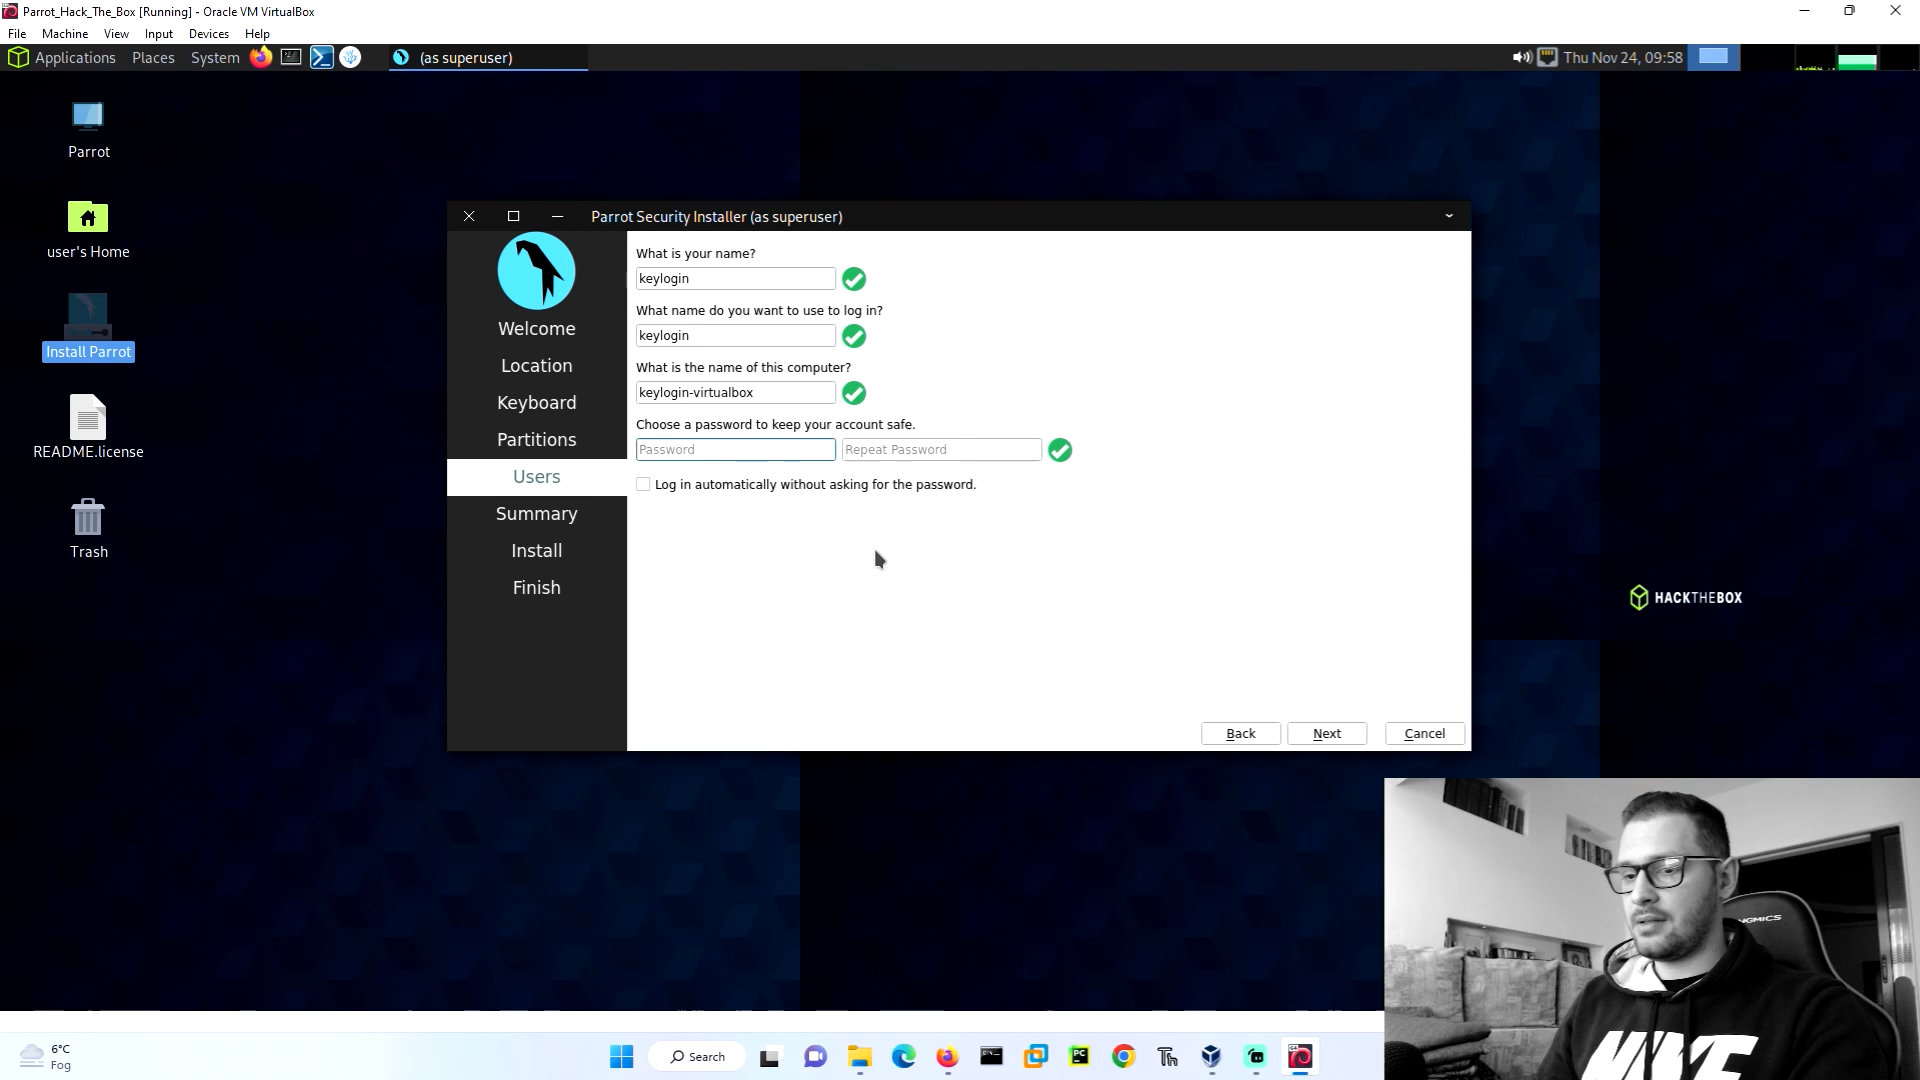 Parrot_Hack_The_Box [Running] - Oracle VM VirtualBox
File Machine View Input Devices Help
Applications Places System (as superuser) Thu Nov 24, 09:58
Parrot
user's Home
Install Parrot
README.license
Trash
Parrot Security Installer (as superuser)
Welcome
Location
Keyboard
Partitions
Users
Summary
Install
Finish
What is your name?
keylogin
What name do you want to use to log in?
keylogin
What is the name of this computer?
keylogin-virtualbox
Choose a password to keep your account safe.
Password Repeat Password
Log in automatically without asking for the password.
Back Next Cancel
HACKTHEBOX
NIKE
6°C
Fog
Search
PC
Th
64